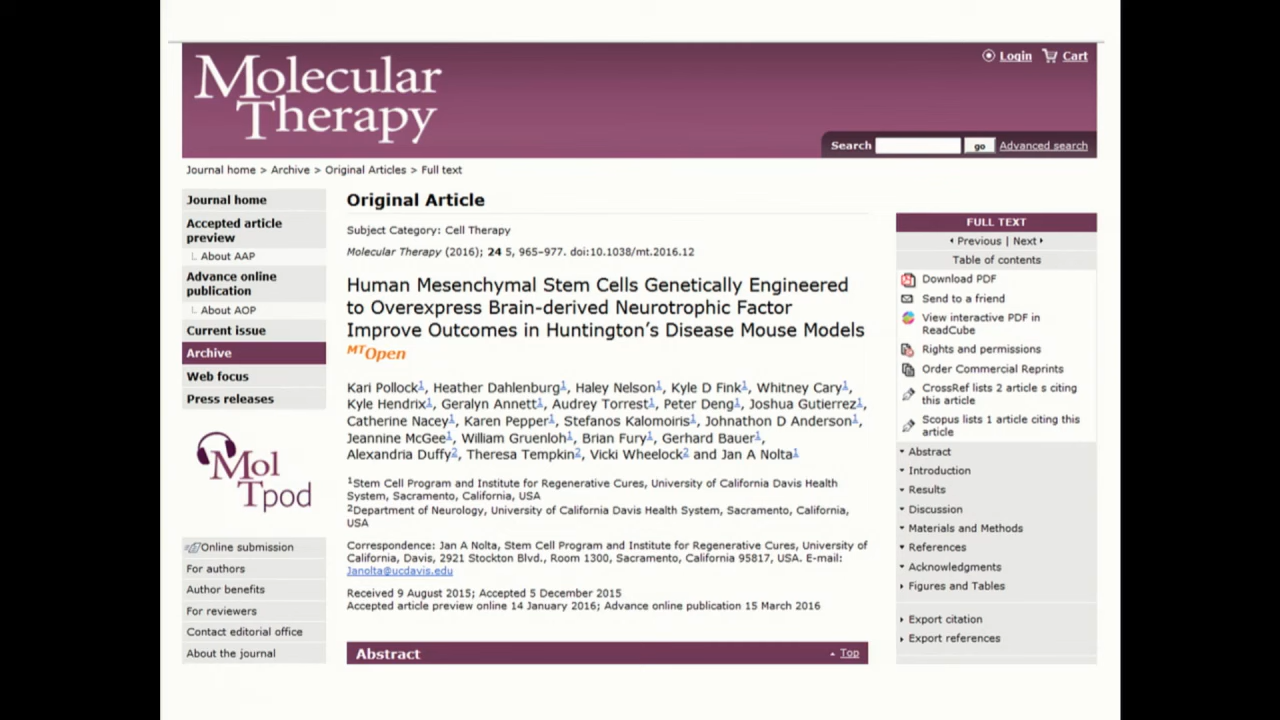 Molecular
Therapy
Login Cart
Search go Advanced search
Journal home > Archive > Original Articles > Full text
Journal home
Accepted article
preview
About AAP
Advance online
publication
About AOP
Current issue
Archive
Web focus
Press releases
Mol
Tpod
Online submission
For authors
Author benefits
For reviewers
Contact editorial office
About the journal
Original Article
Subject Category: Cell Therapy
Molecular Therapy (2016); 24 5, 965–977. doi:10.1038/mt.2016.12
Human Mesenchymal Stem Cells Genetically Engineered
to Overexpress Brain-derived Neurotrophic Factor
Improve Outcomes in Huntington's Disease Mouse Models
MTOpen
Kari Pollock1, Heather Dahlenburg1, Haley Nelson1, Kyle D Fink1, Whitney Cary1,
Kyle Hendrix1, Geralyn Annett1, Audrey Torrest1, Peter Deng1, Joshua Gutierrez1,
Catherine Nacey1, Karen Pepper1, Stefanos Kalomoiris1, Johnathon D Anderson1,
Jeannine McGee1, William Gruenloh1, Brian Fury1, Gerhard Bauer1,
Alexandria Duffy2, Theresa Tempkin2, Vicki Wheelock2 and Jan A Nolta1
1Stem Cell Program and Institute for Regenerative Cures, University of California Davis Health
System, Sacramento, California, USA
2Department of Neurology, University of California Davis Health System, Sacramento, California,
USA
Correspondence: Jan A Nolta, Stem Cell Program and Institute for Regenerative Cures, University of
California, Davis, 2921 Stockton Blvd., Room 1300, Sacramento, California 95817, USA. E-mail:
Janolta@ucdavis.edu
Received 9 August 2015; Accepted 5 December 2015
Accepted article preview online 14 January 2016; Advance online publication 15 March 2016
Abstract Top
FULL TEXT
Previous | Next
Table of contents
Download PDF
Send to a friend
View interactive PDF in
ReadCube
Rights and permissions
Order Commercial Reprints
CrossRef lists 2 article s citing
this article
Scopus lists 1 article citing this
article
Abstract
Introduction
Results
Discussion
Materials and Methods
References
Acknowledgments
Figures and Tables
Export citation
Export references